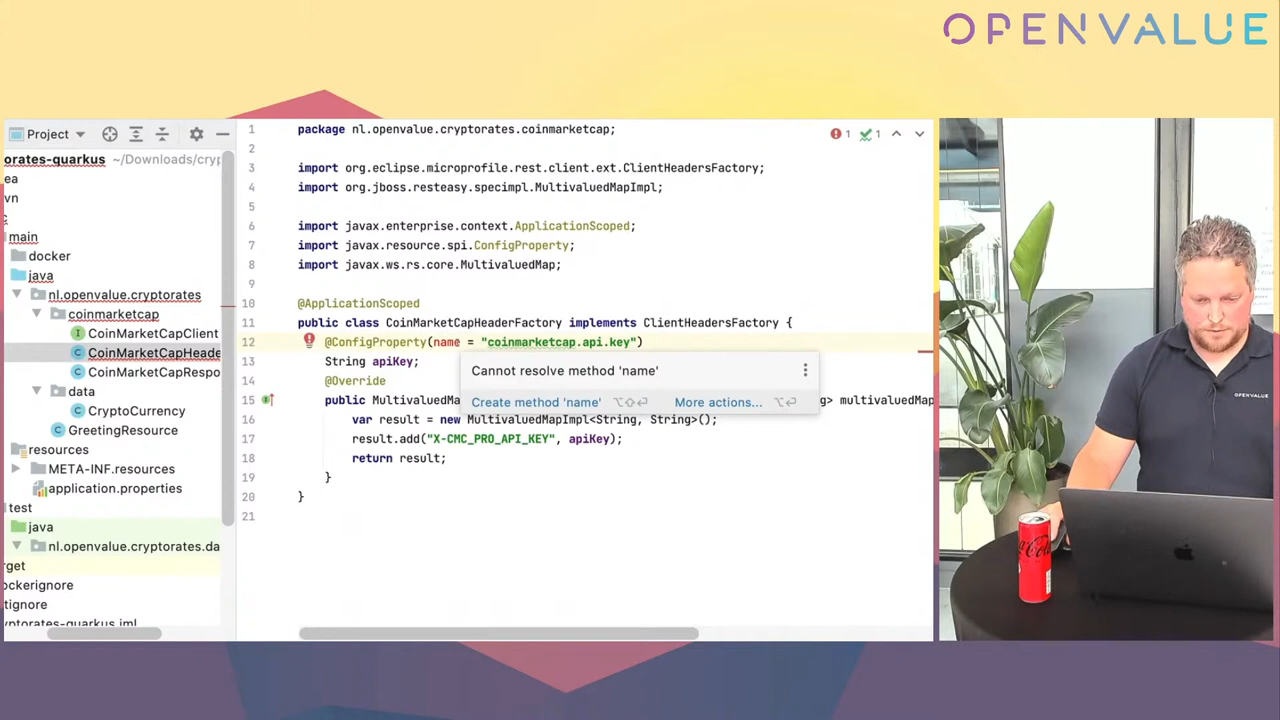 OPENVALUE
Project
orates-quarkus ~/Downloads/cryp
ea
vn
c
main
docker
java
nl.openvalue.cryptorates
coinmarketcap
CoinMarketCapClient
CoinMarketCapHeade
CoinMarketCapRespo
data
CryptoCurrency
GreetingResource
resources
META-INF.resources
application.properties
test
java
nl.openvalue.cryptorates.da
rget
ockerignore
itignore
yptorates-quarkus.iml
1 package nl.openvalue.cryptorates.coinmarketcap;
2
3 import org.eclipse.microprofile.rest.client.ext.ClientHeadersFactory;
4 import org.jboss.resteasy.specimpl.MultivaluedMapImpl;
5
6 import javax.enterprise.context.ApplicationScoped;
7 import javax.resource.spi.ConfigProperty;
8 import javax.ws.rs.core.MultivaluedMap;
9
10 @ApplicationScoped
11 public class CoinMarketCapHeaderFactory implements ClientHeadersFactory {
12 @ConfigProperty(name = "coinmarketcap.api.key")
13 String apiKey;
14 @Override
15 public MultivaluedMa g> multivaluedMap
16 var result = new MultivaluedMapImpl<String, String>();
17 result.add("X-CMC_PRO_API_KEY", apiKey);
18 return result;
19 }
20 }
21
1 1
Cannot resolve method 'name'
Create method 'name' ⌥⇧⏎ More actions... ⌥⏎
OPENVALUE